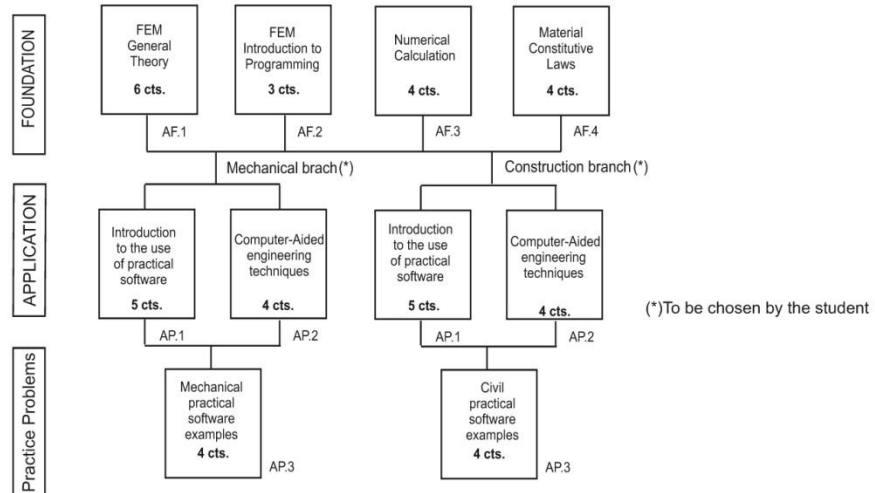 FOUNDATION
FEM
General
Theory
6 cts.
AF.1
FEM
Introduction to
Programming
3 cts.
AF.2
Numerical
Calculation
4 cts.
AF.3
Material
Constitutive
Laws
4 cts.
AF.4
Mechanical brach(*)
Construction branch(*)
APPLICATION
Introduction
to the use
of practical
software
5 cts.
AP.1
Computer-Aided
engineering
techniques
4 cts.
AP.2
Introduction
to the use
of practical
software
5 cts.
AP.1
Computer-Aided
engineering
techniques
4 cts.
AP.2
(*)To be chosen by the student
Practice Problems
Mechanical
practical
software
examples
4 cts.
AP.3
Civil
practical
software
examples
4 cts.
AP.3